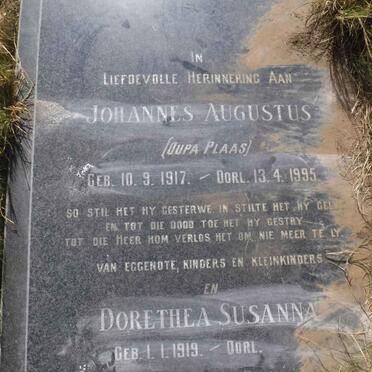 IN
LIEFDEVOLLE HERINNERING AAN
JOHANNES AUGUSTUS
(OUPA PLAAS)
GEB. 10. 9. 1917. — OORL. 13. 4. 1995
SO STIL HET HY GESTERWE, IN STILTE HET HY
EN TOT DIE DOOD TOE HET HY GESTRY
TOT DIE HEER HOM VERLOS HET OM NIE MEER TE LY
VAN EGGENOTE, KINDERS EN KLEINKINDERS
EN
DORETHEA SUSANNA
GEB. 1. 1. 1919. — OORL.